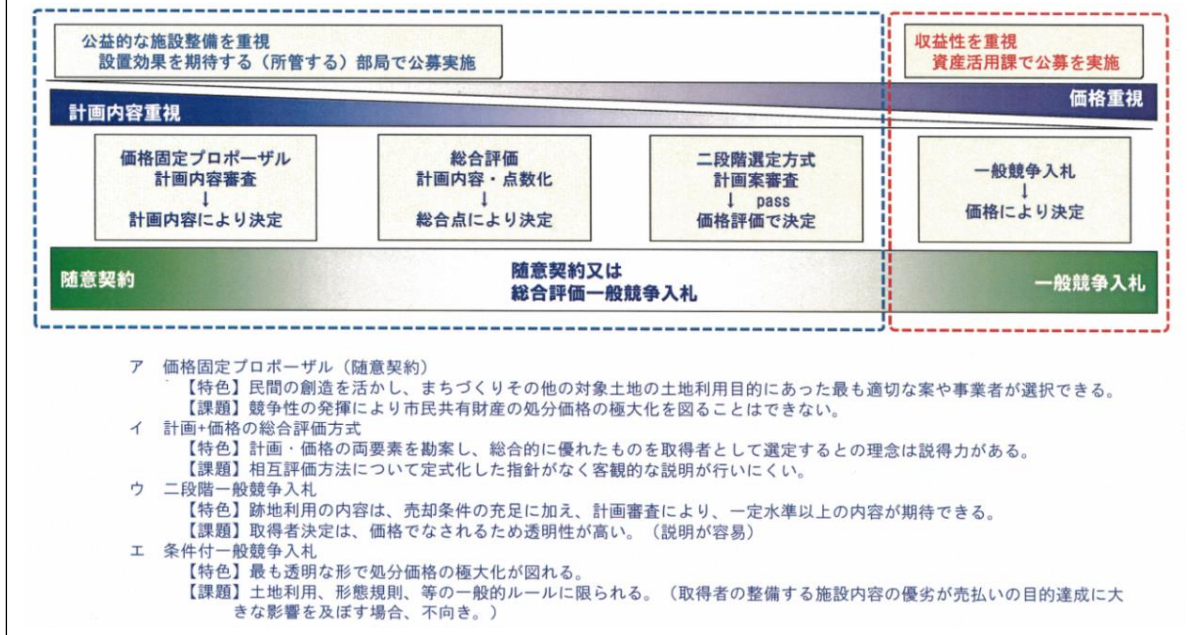 公益的な施設整備を重視
設置効果を期待する（所管する）部局で公募実施
収益性を重視
資産活用課で公募を実施
価格重視
計画内容重視
価格固定プロポーザル
計画内容審査
↓
計画内容により決定
総合評価
計画内容・点数化
↓
総合点により決定
二段階選定方式
計画案審査
↓ pass
価格評価で決定
一般競争入札
↓
価格により決定
随意契約
随意契約又は
総合評価一般競争入札
一般競争入札
ア 価格固定プロポーザル（随意契約）
【特色】民間の創造を活かし、まちづくりその他の対象土地の土地利用目的にあった最も適切な案や事業者が選択できる。
【課題】競争性の発揮により市民共有財産の処分価格の極大化を図ることはできない。
イ 計画+価格の総合評価方式
【特色】計画・価格の両要素を勘案し、総合的に優れたものを取得者として選定するとの理念は説得力がある。
【課題】相互評価方法について定式化した指針がなく客観的な説明が行いにくい。
ウ 二段階一般競争入札
【特色】跡地利用の内容は、売却条件の充足に加え、計画審査により、一定水準以上の内容が期待できる。
【課題】取得者決定は、価格でなされるため透明性が高い。（説明が容易）
エ 条件付一般競争入札
【特色】最も透明な形で処分価格の極大化が図れる。
【課題】土地利用、形態規則、等の一般的ルールに限られる。（取得者の整備する施設内容の優劣が売払いの目的達成に大
きな影響を及ぼす場合、不向き。）